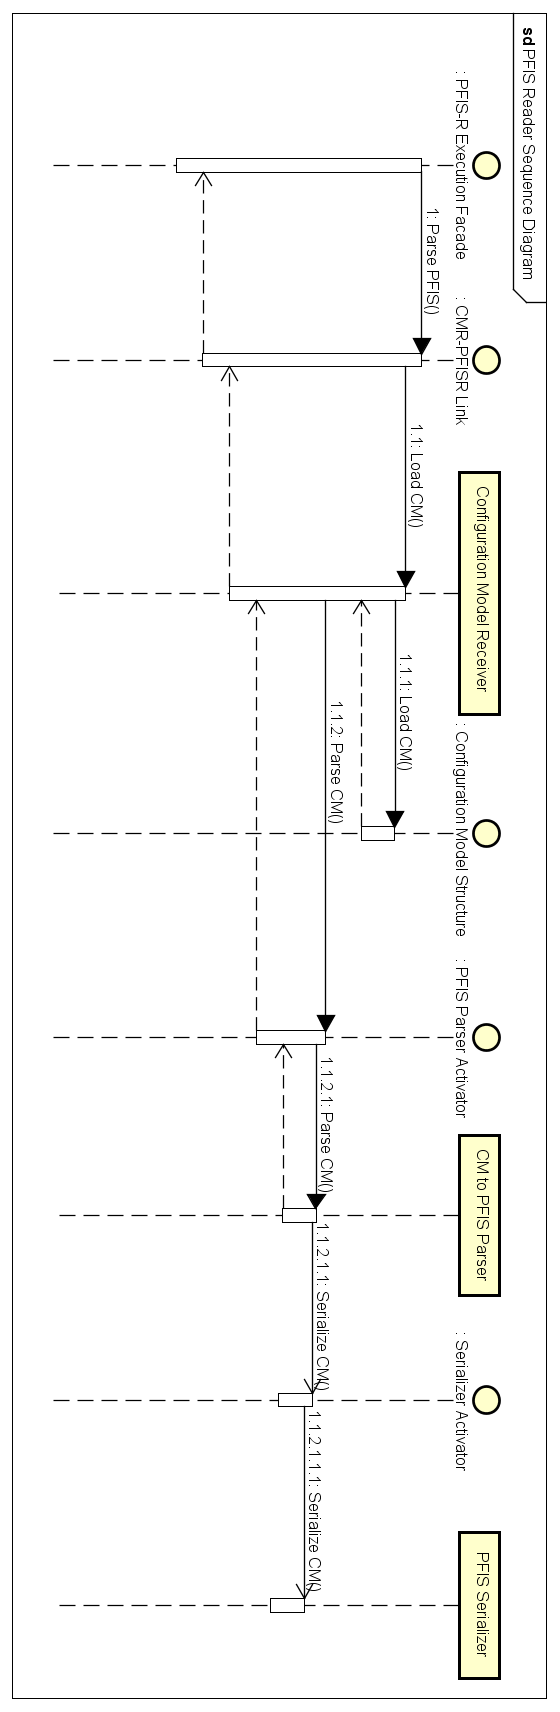 sd PFIS Reader Sequence Diagram
: PFIS-R Execution Facade
: CMR-PFISR Link
Configuration Model Receiver
: Configuration Model Structure
: PFIS Parser Activator
CM to PFIS Parser
: Serializer Activator
PFIS Serializer
1: Parse PFIS()
1.1: Load CM()
1.1.1: Load CM()
1.1.2: Parse CM()
1.1.2.1: Parse CM()
1.1.2.1.1: Serialize CM()
1.1.2.1.1.1: Serialize CM()